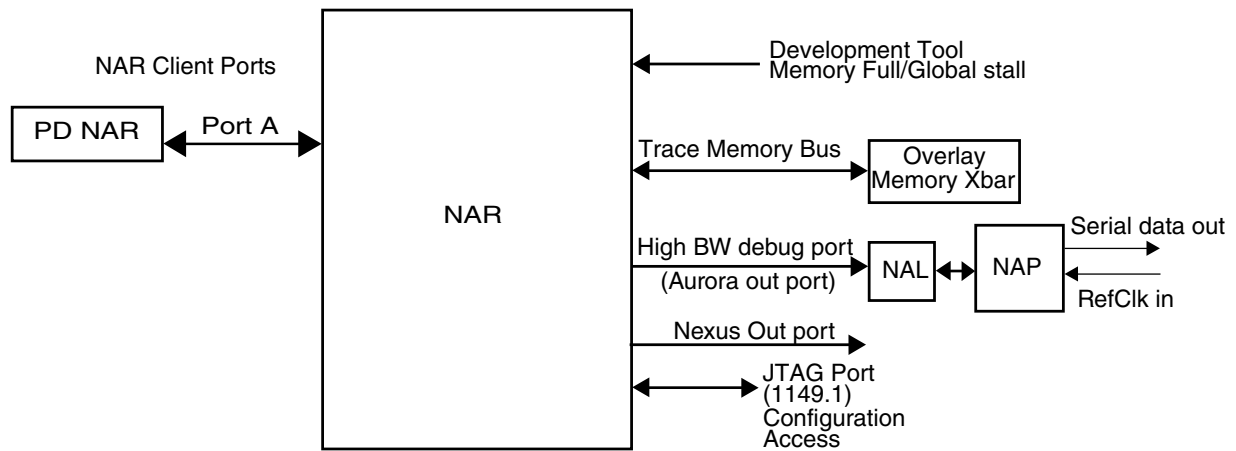 NAR Client Ports
PD NAR
Port A
NAR
Development Tool
Memory Full/Global stall
Trace Memory Bus
Overlay
Memory Xbar
High BW debug port
(Aurora out port)
NAL
NAP
Serial data out
RefClk in
Nexus Out port
JTAG Port
(1149.1)
Configuration
Access